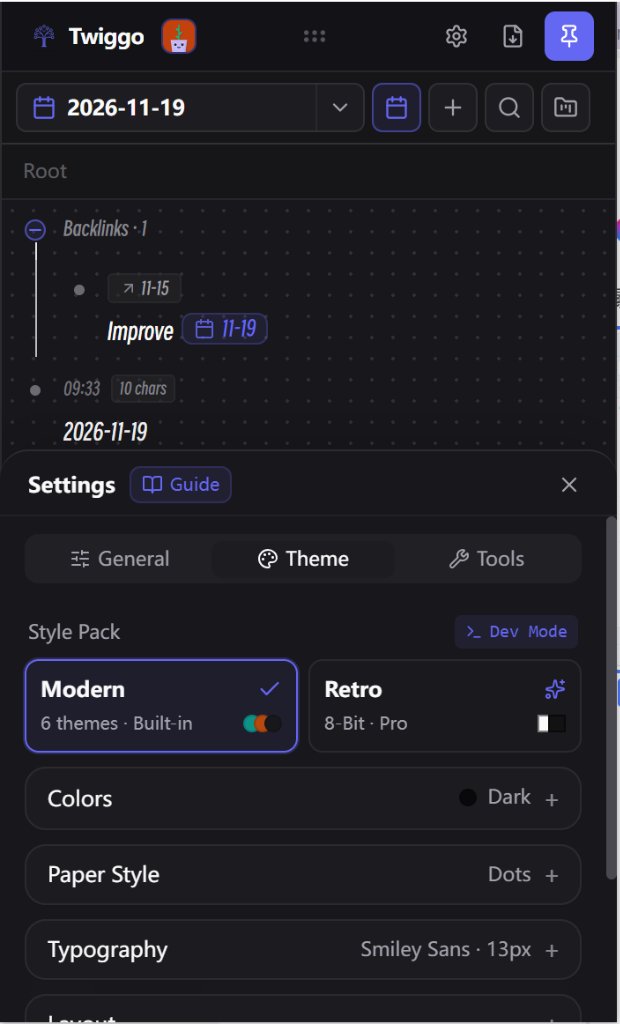 Twiggo
2026-11-19
Root
Backlinks · 1
11-15
Improve 11-19
09:33 10 chars
2026-11-19
Settings Guide
General Theme Tools
Style Pack >_ Dev Mode
Modern Retro
6 themes · Built-in 8-Bit · Pro
Colors Dark +
Paper Style Dots +
Typography Smiley Sans · 13px +
Layout +